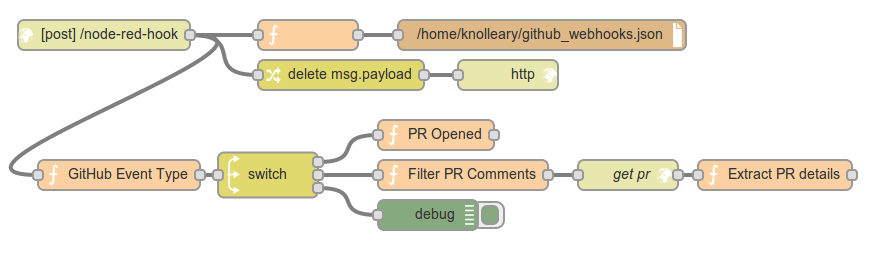 [post] /node-red-hook
/home/knolleary/github_webhooks.json
delete msg.payload
http
PR Opened
GitHub Event Type
switch
Filter PR Comments
get pr
Extract PR details
debug